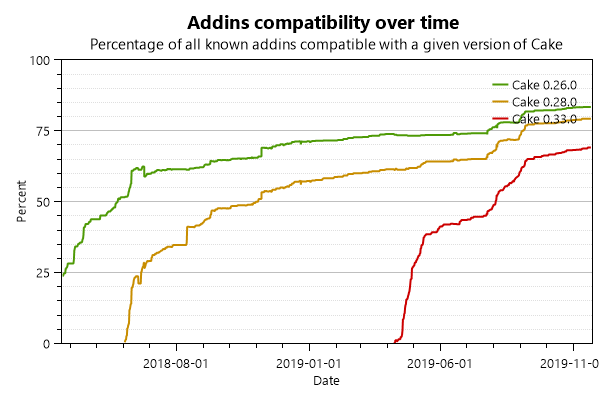 Addins compatibility over time
Percentage of all known addins compatible with a given version of Cake
100
75
50
25
0
Percent
Cake 0.26.0
Cake 0.28.0
Cake 0.33.0
2018-08-01
2019-01-01
2019-06-01
2019-11-0
Date